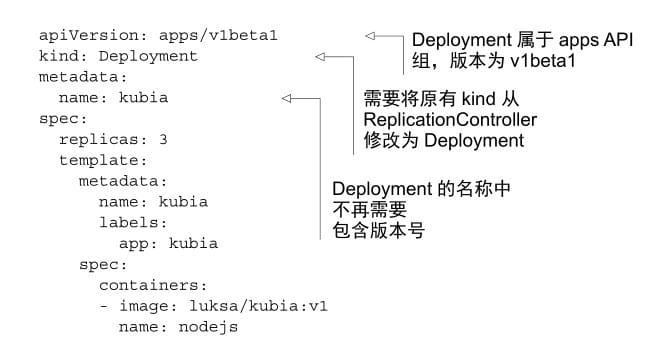 apiVersion: apps/v1beta1
kind: Deployment
metadata:
  name: kubia
spec:
  replicas: 3
  template:
    metadata:
      name: kubia
      labels:
        app: kubia
    spec:
      containers:
      - image: luksa/kubia:v1
        name: nodejs
Deployment 属于 apps API
组，版本为 v1beta1
需要将原有 kind 从
ReplicationController
修改为 Deployment
Deployment 的名称中
不再需要
包含版本号